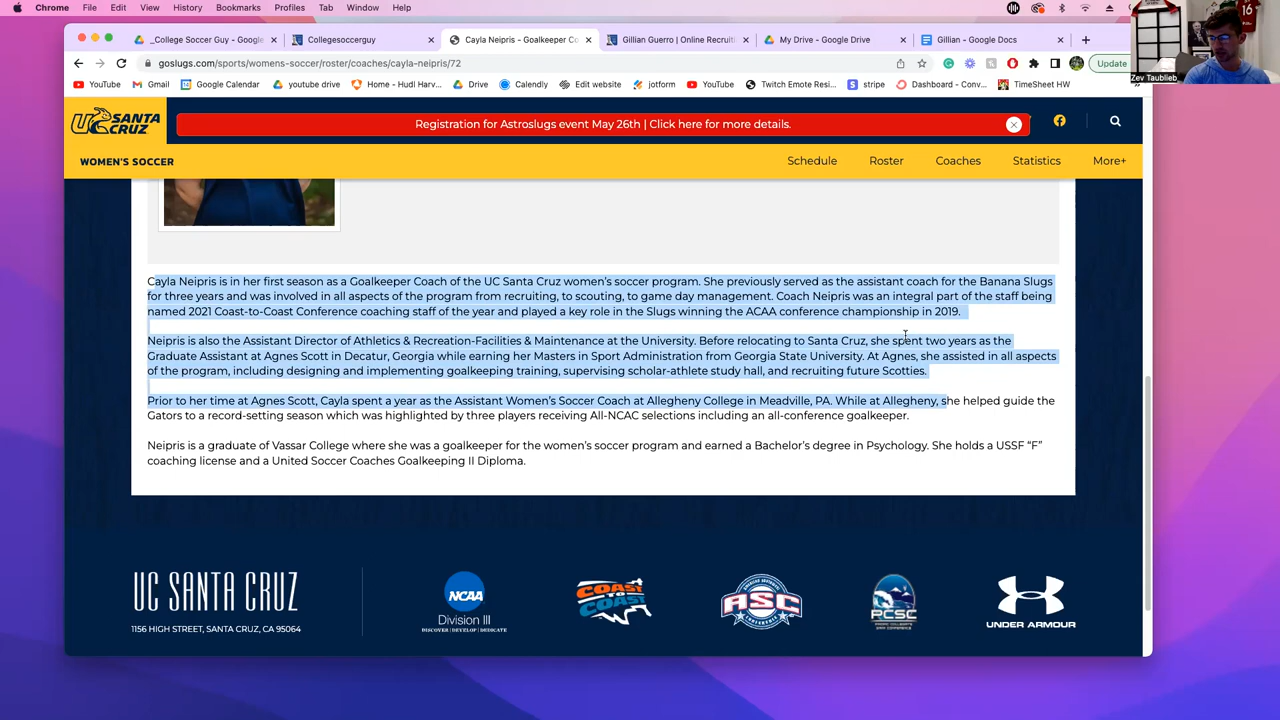 Chrome File Edit View History Bookmarks Profiles Tab Window Help
_College Soccer Guy - Google
Collegesoccerguy
Cayla Neipris - Goalkeeper Co
Gillian Guerro | Online Recruiti
My Drive - Google Drive
Gillian - Google Docs
goslugs.com/sports/womens-soccer/roster/coaches/cayla-neipris/72
Update
YouTube Gmail Google Calendar youtube drive Home - Hudl Harv... Drive Calendly Edit website jotform Twitch Emote Resi... stripe Dashboard - Conv... TimeSheet HW
Zev Taublieb
16
UC SANTA CRUZ
Registration for Astroslugs event May 26th | Click here for more details.
WOMEN'S SOCCER
Schedule Roster Coaches Statistics More+
Cayla Neipris is in her first season as a Goalkeeper Coach of the UC Santa Cruz women's soccer program. She previously served as the assistant coach for the Banana Slugs
for three years and was involved in all aspects of the program from recruiting, to scouting, to game day management. Coach Neipris was an integral part of the staff being
named 2021 Coast-to-Coast Conference coaching staff of the year and played a key role in the Slugs winning the ACAA conference championship in 2019.
Neipris is also the Assistant Director of Athletics & Recreation-Facilities & Maintenance at the University. Before relocating to Santa Cruz, she spent two years as the
Graduate Assistant at Agnes Scott in Decatur, Georgia while earning her Masters in Sport Administration from Georgia State University. At Agnes, she assisted in all aspects
of the program, including designing and implementing goalkeeping training, supervising scholar-athlete study hall, and recruiting future Scotties.
Prior to her time at Agnes Scott, Cayla spent a year as the Assistant Women's Soccer Coach at Allegheny College in Meadville, PA. While at Allegheny, she helped guide the
Gators to a record-setting season which was highlighted by three players receiving All-NCAC selections including an all-conference goalkeeper.
Neipris is a graduate of Vassar College where she was a goalkeeper for the women's soccer program and earned a Bachelor's degree in Psychology. She holds a USSF "F"
coaching license and a United Soccer Coaches Goalkeeping II Diploma.
UC SANTA CRUZ
1156 HIGH STREET, SANTA CRUZ, CA 95064
NCAA
Division III
DISCOVER | DEVELOP | DEDICATE
COAST TO COAST
ASC
PCSC
UNDER ARMOUR